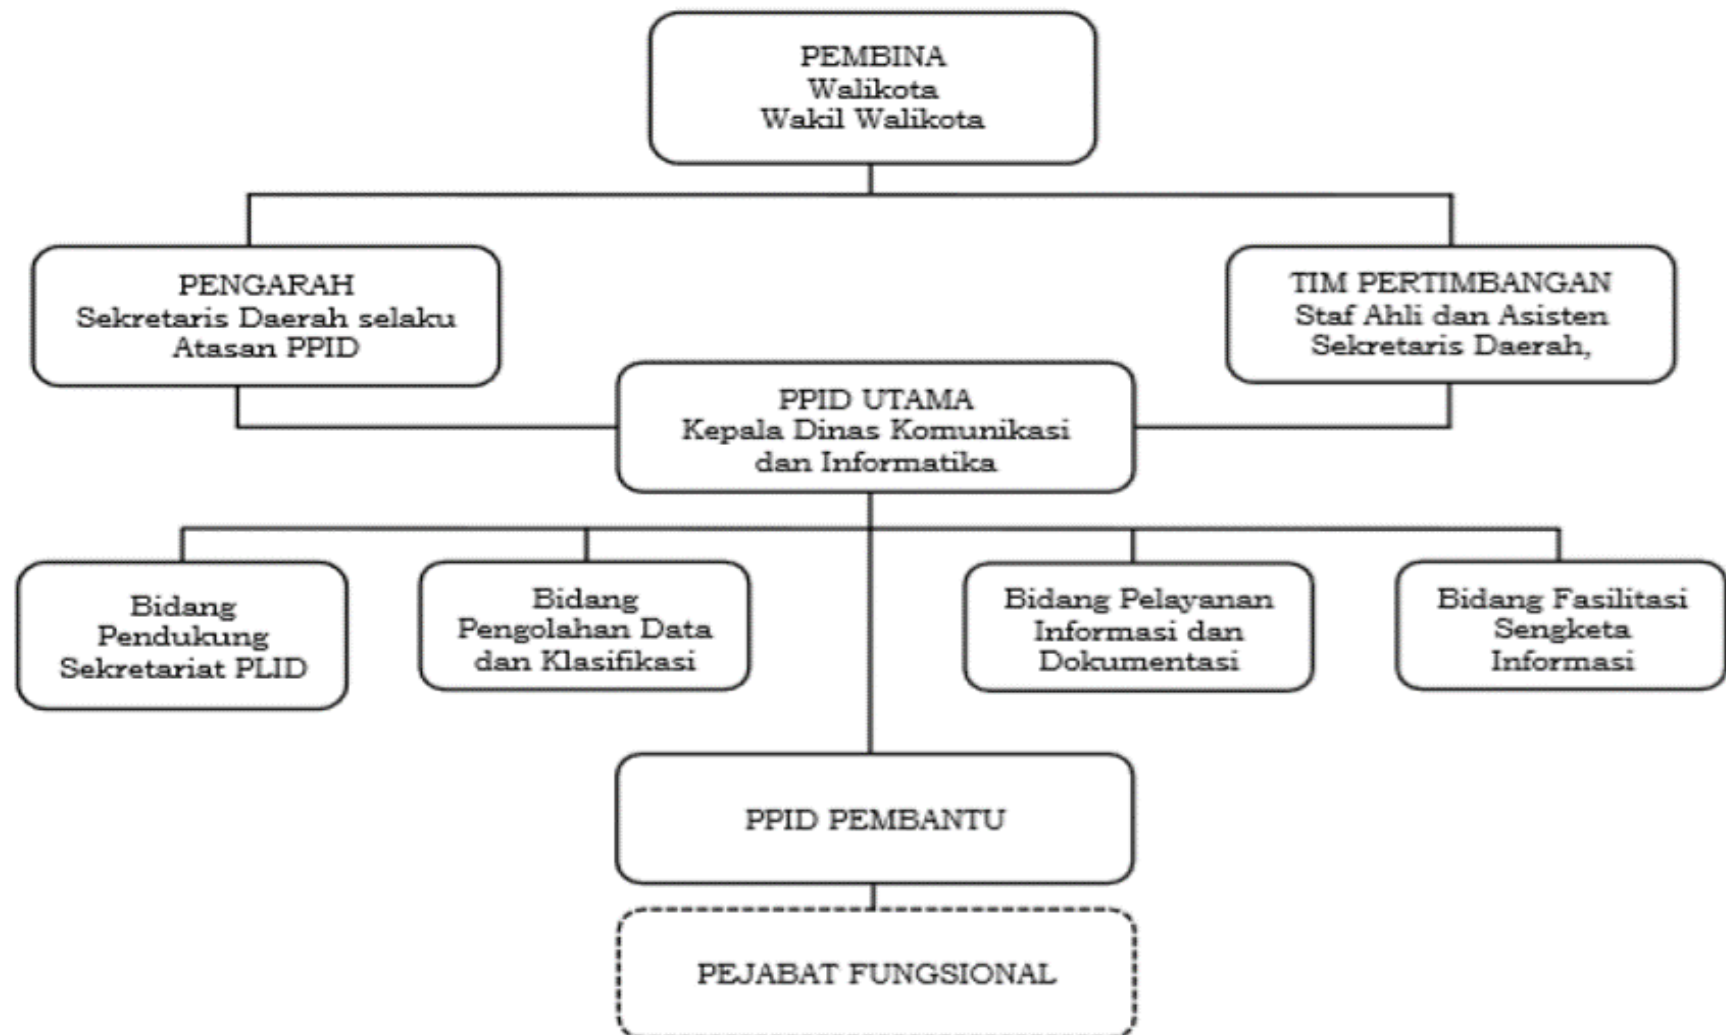 PEMBINA
Walikota
Wakil Walikota
PENGARAH
Sekretaris Daerah selaku
Atasan PPID
TIM PERTIMBANGAN
Staf Ahli dan Asisten
Sekretaris Daerah,
PPID UTAMA
Kepala Dinas Komunikasi
dan Informatika
Bidang
Pendukung
Sekretariat PLID
Bidang
Pengolahan Data
dan Klasifikasi
Bidang Pelayanan
Informasi dan
Dokumentasi
Bidang Fasilitasi
Sengketa
Informasi
PPID PEMBANTU
PEJABAT FUNGSIONAL